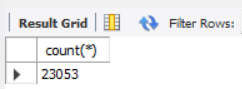 Result Grid Filter Rows:
count(*)
23053